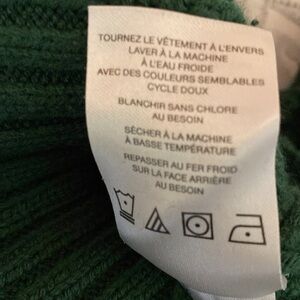 TOURNEZ LE VÊTEMENT À L'ENVERS
LAVER À LA MACHINE
À L'EAU FROIDE
AVEC DES COULEURS SEMBLABLES
CYCLE DOUX
BLANCHIR SANS CHLORE
AU BESOIN
SÉCHER À LA MACHINE
À BASSE TEMPÉRATURE
REPASSER AU FER FROID
SUR LA FACE ARRIÈRE
AU BESOIN